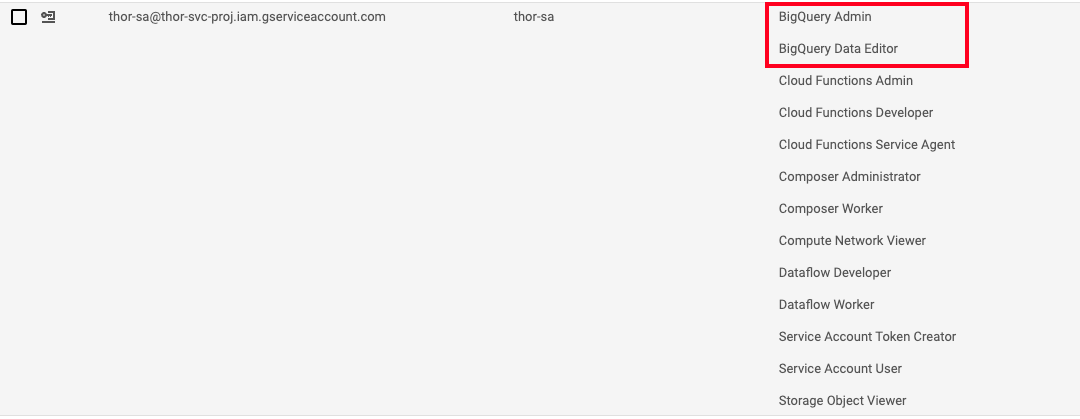 thor-sa@thor-svc-proj.iam.gserviceaccount.com thor-sa BigQuery Admin
BigQuery Data Editor
Cloud Functions Admin
Cloud Functions Developer
Cloud Functions Service Agent
Composer Administrator
Composer Worker
Compute Network Viewer
Dataflow Developer
Dataflow Worker
Service Account Token Creator
Service Account User
Storage Object Viewer